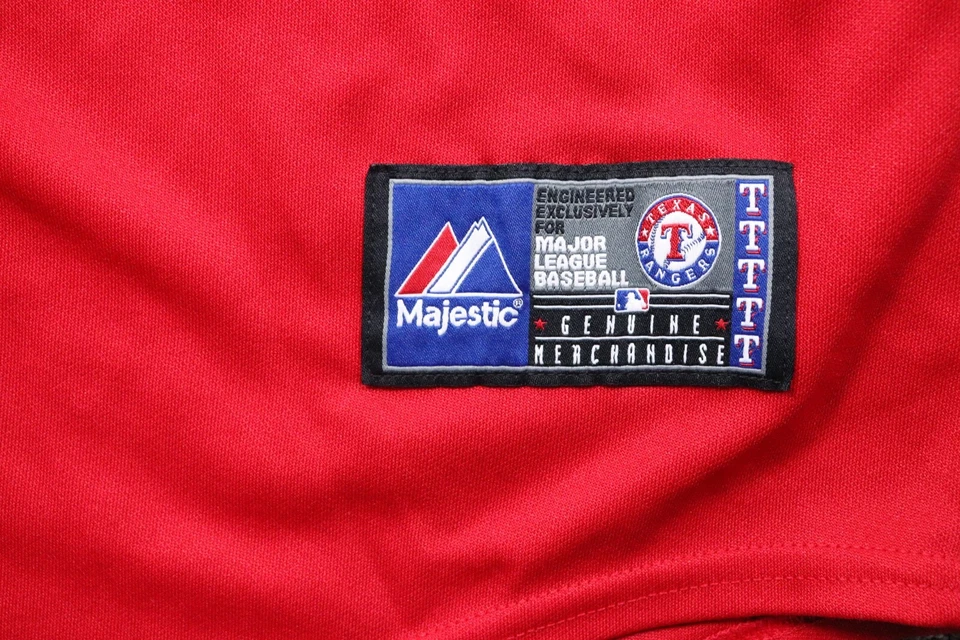 Majestic®
ENGINEERED
EXCLUSIVELY
FOR
MAJOR
LEAGUE
BASEBALL
TEXAS
T
RANGERS
GENUINE
MERCHANDISE
T
T
T
T
T